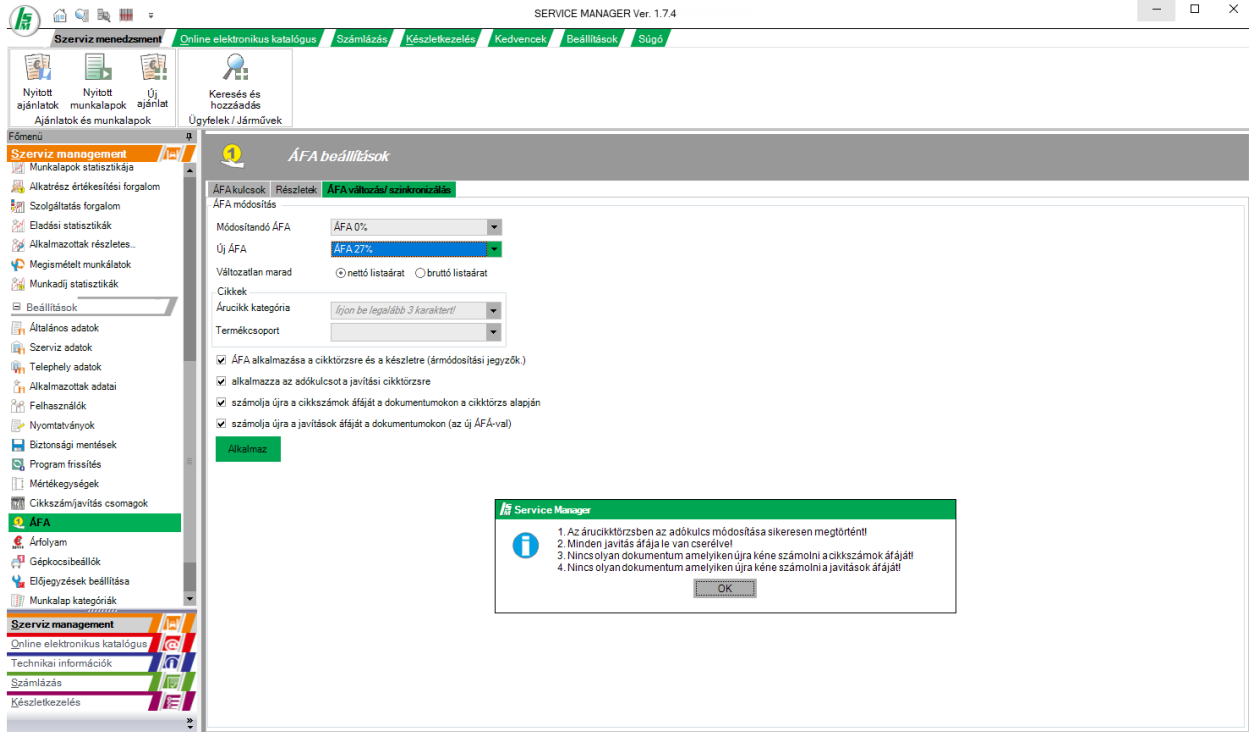 SERVICE MANAGER Ver. 1.7.4
Szerviz menedzsment
Online elektronikus katalógus
Számlázás
Készletkezelés
Kedvencek
Beállítások
Súgó
Nyitott ajánlatok
Nyitott munkalapok
Új ajánlat
Ajánlatok és munkalapok
Keresés és hozzáadás
Ügyfelek / Járművek
Főmenü
Szerviz management
Munkalapok statisztikája
Alkatrész értékesítési forgalom
Szolgáltatás forgalom
Eladási statisztikák
Alkalmazottak részletes...
Megismételt munkálatok
Munkadíj statisztikák
Beállítások
Általános adatok
Szerviz adatok
Telephely adatok
Alkalmazottak adatai
Felhasználók
Nyomtatványok
Biztonsági mentések
Program frissítés
Mértékegységek
Cikkszám/javítás csomagok
ÁFA
Árfolyam
Gépkocsibeállók
Előjegyzések beállítása
Munkalap kategóriák
Szerviz management
Online elektronikus katalógus
Technikai információk
Számlázás
Készletkezelés
ÁFA beállítások
ÁFA kulcsok
Részletek
ÁFA változás/ szinkronizálás
ÁFA módosítás
Módosítandó ÁFA
ÁFA 0%
Új ÁFA
ÁFA 27%
Változatlan marad
nettó listaárat
bruttó listaárat
Cikkek
Árucikk kategória
Írjon be legalább 3 karaktert!
Termékcsoport
ÁFA alkalmazása a cikktörzsre és a készletre (ármódosítási jegyzők.)
alkalmazza az adókulcsot a javítási cikktörzsre
számolja újra a cikkszámok áfáját a dokumentumokon a cikktörzs alapján
számolja újra a javítások áfáját a dokumentumokon (az új ÁFÁ-val)
Alkalmaz
Service Manager
1. Az árucikktörzsben az adókulcs módosítása sikeresen megtörtént!
2. Minden javitás áfája le van cserélve!
3. Nincs olyan dokumentum amelyiken újra kéne számolni a cikkszámok áfáját!
4. Nincs olyan dokumentum amelyiken újra kéne számolni a javitások áfáját!
OK